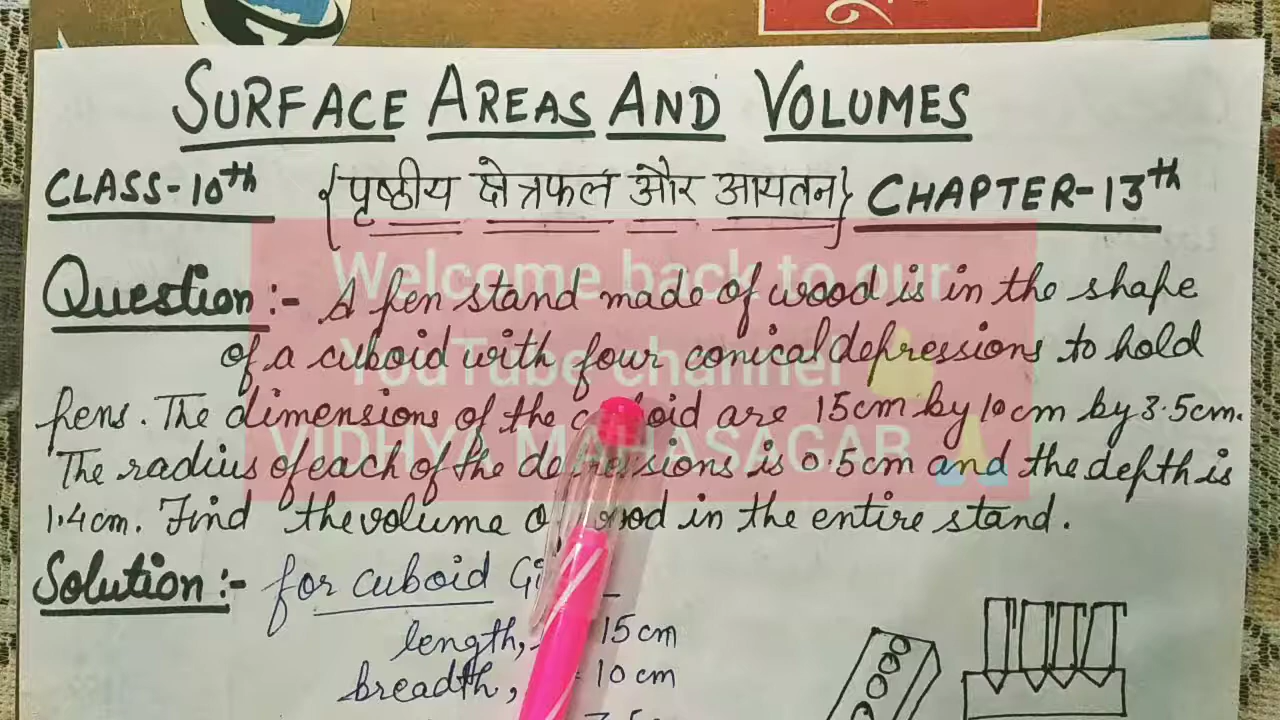 SURFACE AREAS AND VOLUMES
CLASS-10th {पृष्ठीय क्षेत्रफल और आयतन} CHAPTER-13th
Question:- A pen stand made of wood is in the shape
of a cuboid with four conical depressions to hold
pens. The dimensions of the cuboid are 15cm by 10cm by 3.5cm.
The radius of each of the depressions is 0.5cm and the depth is
1.4cm. Find the volume of wood in the entire stand.
Welcome back to our
YouTube channel 👍
VIDHYA MAHASAGAR 🙏
Solution:- for cuboid
length, 15cm
breadth, 10cm